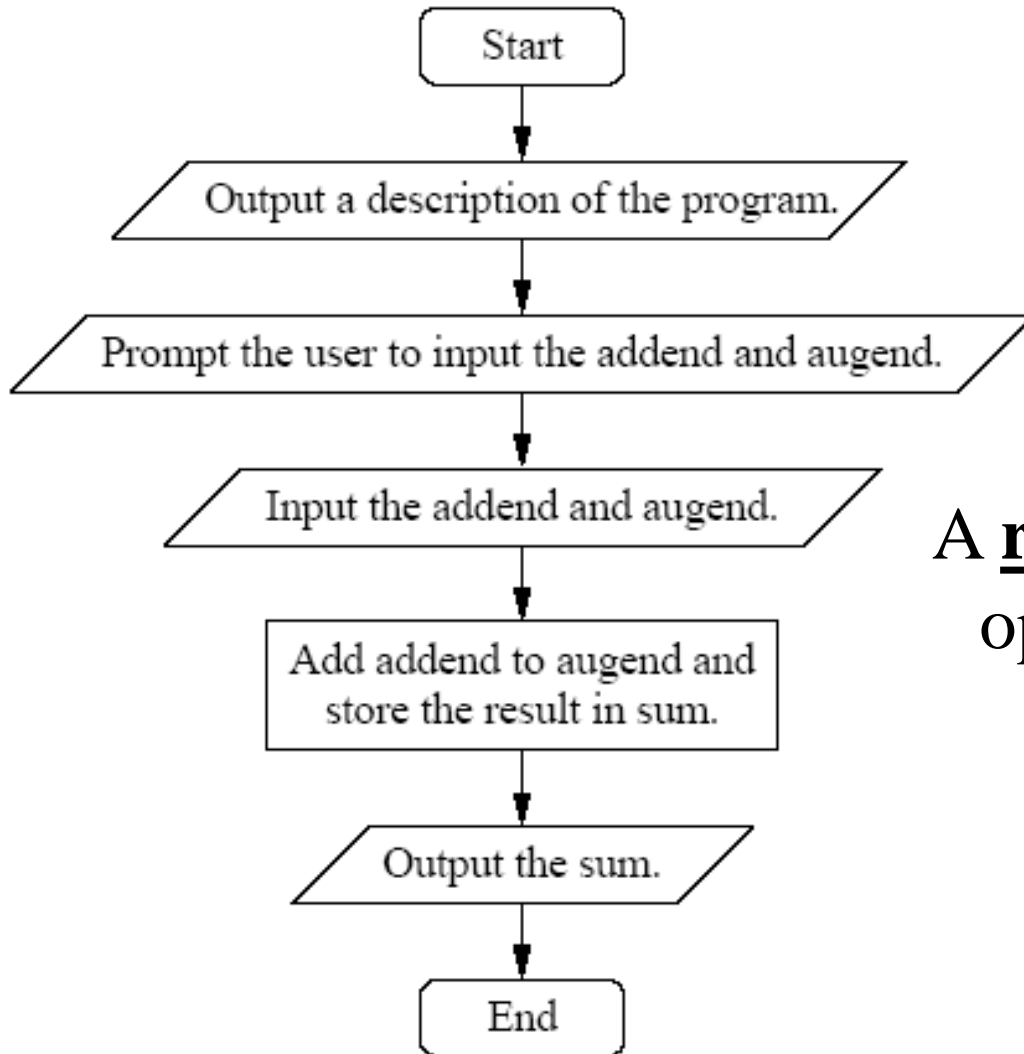 Start
Output a description of the program.
Prompt the user to input the addend and augend.
Input the addend and augend.
A
Add addend to augend and
store the result in sum.
Output the sum.
End